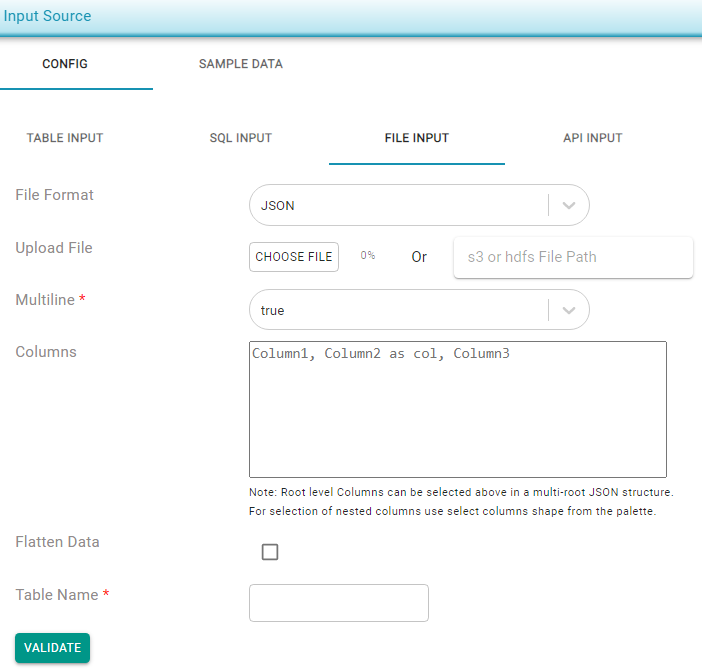 Input Source
CONFIG SAMPLE DATA
TABLE INPUT SQL INPUT FILE INPUT API INPUT
File Format JSON
Upload File CHOOSE FILE 0% Or s3 or hdfs File Path
Multiline * true
Columns Column1, Column2 as col, Column3
Note: Root level Columns can be selected above in a multi-root JSON structure.
For selection of nested columns use select columns shape from the palette.
Flatten Data
Table Name *
VALIDATE